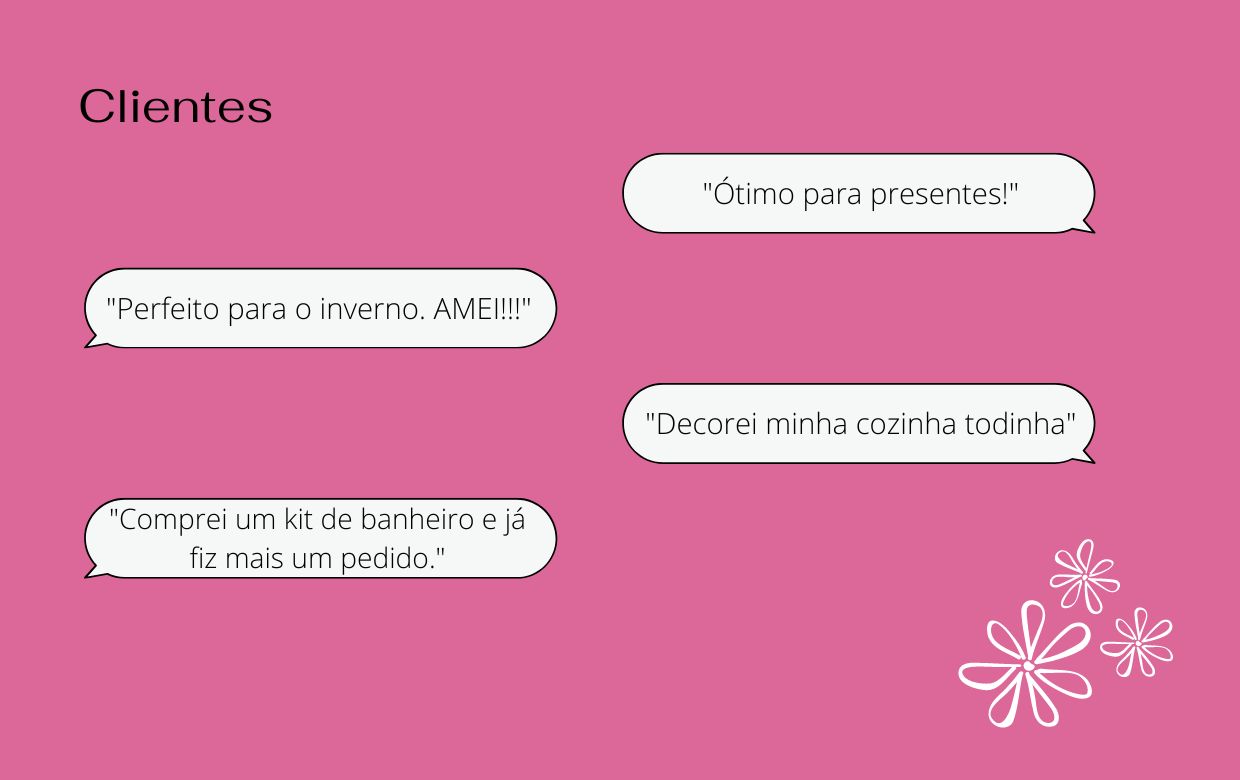 Clientes
"Ótimo para presentes!"
"Perfeito para o inverno. AMEI!!!"
"Decorei minha cozinha todinha"
"Comprei um kit de banheiro e já
fiz mais um pedido."